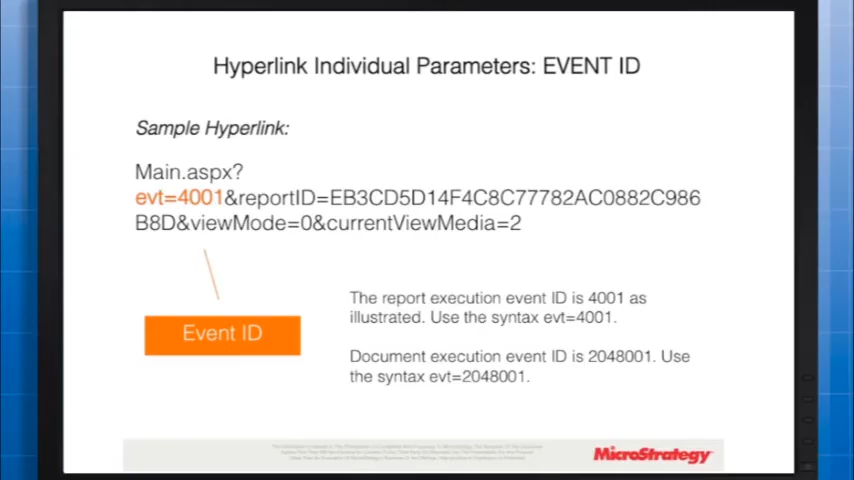 Hyperlink Individual Parameters: EVENT ID
Sample Hyperlink:
Main.aspx?
evt=4001&reportID=EB3CD5D14F4C8C77782AC0882C986
B8D&viewMode=0&currentViewMedia=2
Event ID
The report execution event ID is 4001 as
illustrated. Use the syntax evt=4001.
Document execution event ID is 2048001. Use
the syntax evt=2048001.
MicroStrategy